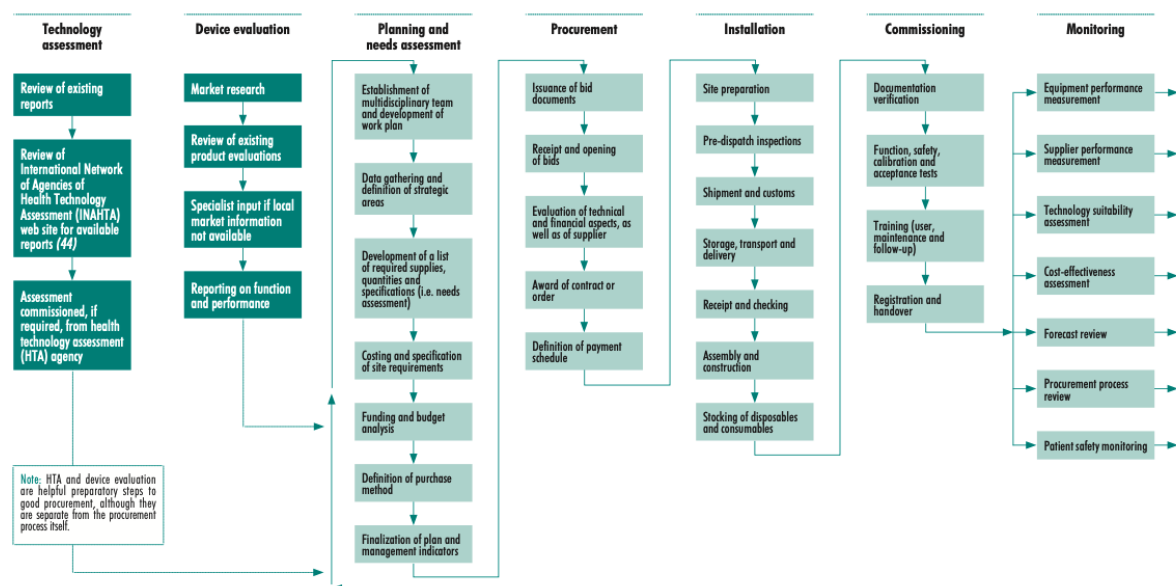 Technology
assessment
Review of existing
reports
Review of
International Network
of Agencies of
Health Technology
Assessment (INAHTA)
web site for available
reports (44)
Assessment
commissioned, if
required, from health
technology assessment
(HTA) agency
Note: HTA and device evaluation
are helpful preparatory steps to
good procurement, although they
are separate from the procurement
process itself.
Device evaluation
Market research
Review of existing
product evaluations
Specialist input if local
market information
not available
Reporting on function
and performance
Planning and
needs assessment
Establishment of
multidisciplinary team
and development of
work plan
Data gathering and
definition of strategic
areas
Development of a list
of required supplies,
quantities and
specifications (i.e. needs
assessment)
Costing and specification
of site requirements
Funding and budget
analysis
Definition of purchase
method
Finalization of plan and
management indicators
Procurement
Issuance of bid
documents
Receipt and opening
of bids
Evaluation of technical
and financial aspects, as
well as of supplier
Award of contract or
order
Definition of payment
schedule
Installation
Site preparation
Pre-dispatch inspections
Shipment and customs
Storage, transport and
delivery
Receipt and checking
Assembly and
construction
Stocking of disposables
and consumables
Commissioning
Documentation
verification
Function, safety,
calibration and
acceptance tests
Training (user,
maintenance and
follow-up)
Registration and
handover
Monitoring
Equipment performance
measurement
Supplier performance
measurement
Technology suitability
assessment
Cost-effectiveness
assessment
Forecast review
Procurement process
review
Patient safety monitoring